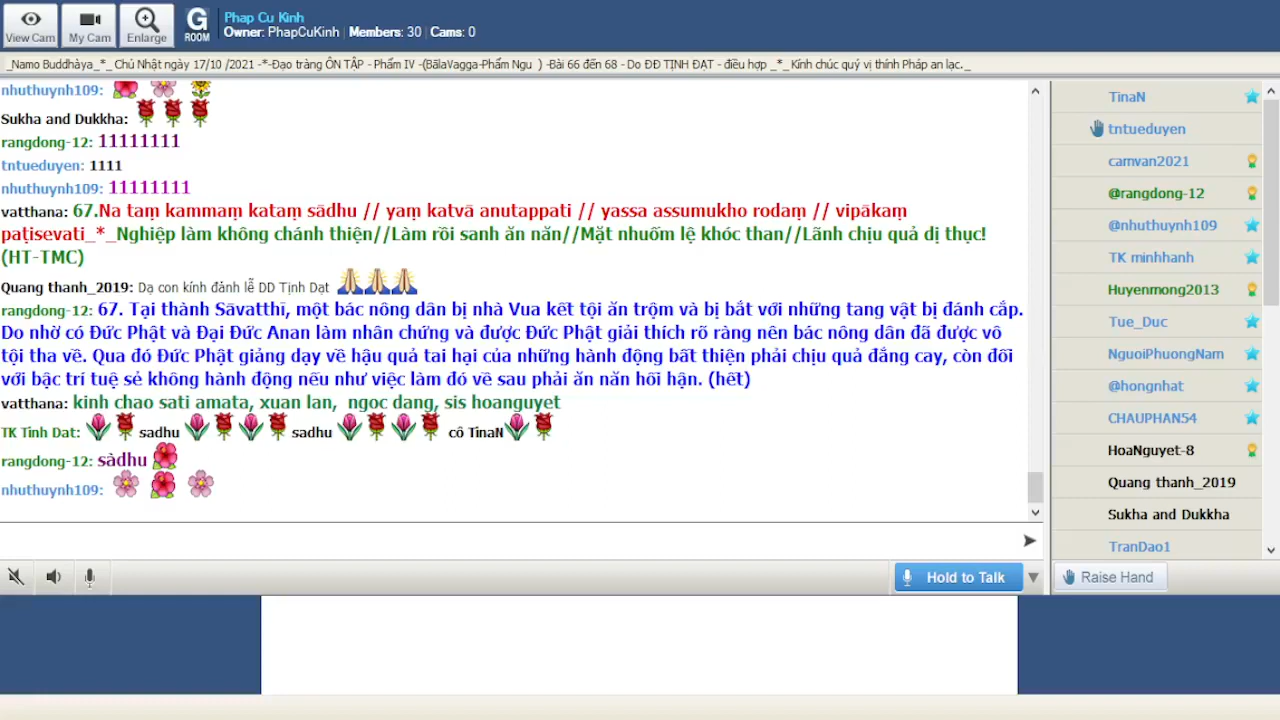 View Cam
My Cam
Enlarge
G
ROOM
Phap Cu Kinh
Owner: PhapCuKinh | Members: 30 | Cams: 0
_Namo Buddhàya_*_ Chủ Nhật ngày 17/10 /2021 -*-Đạo tràng ÔN TẬP - Phẩm IV -(BālaVagga-Phẩm Ngu ) -Bài 66 đến 68 - Do ĐĐ TỊNH ĐẠT - điều hợp _*_Kính chúc quý vị thính Pháp an lạc._
nhuthuynh109:
Sukha and Dukkha:
rangdong-12: 11111111
tntueduyen: 1111
nhuthuynh109: 11111111
vatthana: 67.Na taṃ kammaṃ kataṃ sādhu // yaṃ katvā anutappati // yassa assumukho rodaṃ // vipākaṃ
paṭisevati_*_Nghiệp làm không chánh thiện//Làm rồi sanh ăn năn//Mặt nhuốm lệ khóc than//Lãnh chịu quả dị thục!
(HT-TMC)
Quang thanh_2019: Dạ con kính đảnh lễ DD Tịnh Dạt
rangdong-12: 67. Tại thành Sāvatthī, một bác nông dân bị nhà Vua kết tội ăn trộm và bị bắt với những tang vật bị đánh cắp.
Do nhờ có Đức Phật và Đại Đức Anan làm nhân chứng và được Đức Phật giải thích rõ ràng nên bác nông dân đã được vô
tội tha về. Qua đó Đức Phật giảng dạy về hậu quả tai hại của những hành động bất thiện phải chịu quả đắng cay, còn đối
với bậc trí tuệ sẻ không hành động nếu như việc làm đó về sau phải ăn năn hối hận. (hết)
vatthana: kinh chao sati amata, xuan lan, ngoc dang, sis hoanguyet
TK Tinh Dat: sadhu sadhu cô TinaN
rangdong-12: sàdhu
nhuthuynh109:
Hold to Talk
TinaN
tntueduyen
camvan2021
@rangdong-12
@nhuthuynh109
TK minhhanh
Huyenmong2013
Tue_Duc
NguoiPhuongNam
@hongnhat
CHAUPHAN54
HoaNguyet-8
Quang thanh_2019
Sukha and Dukkha
TranDao1
Raise Hand